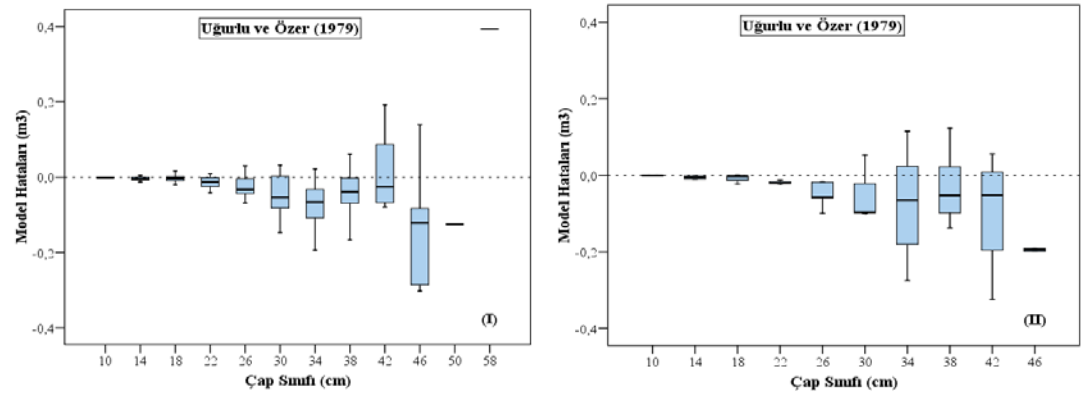 Uğurlu ve Özer (1979)
Model Hataları (m3)
0,4
0,2
0,0
-0,2
-0,4
(I)
10 14 18 22 26 30 34 38 42 46 50 58
Çap Sınıfı (cm)
Uğurlu ve Özer (1979)
Model Hataları (m3)
0,4
0,2
0,0
-0,2
-0,4
(II)
10 14 18 22 26 30 34 38 42 46
Çap Sınıfı (cm)